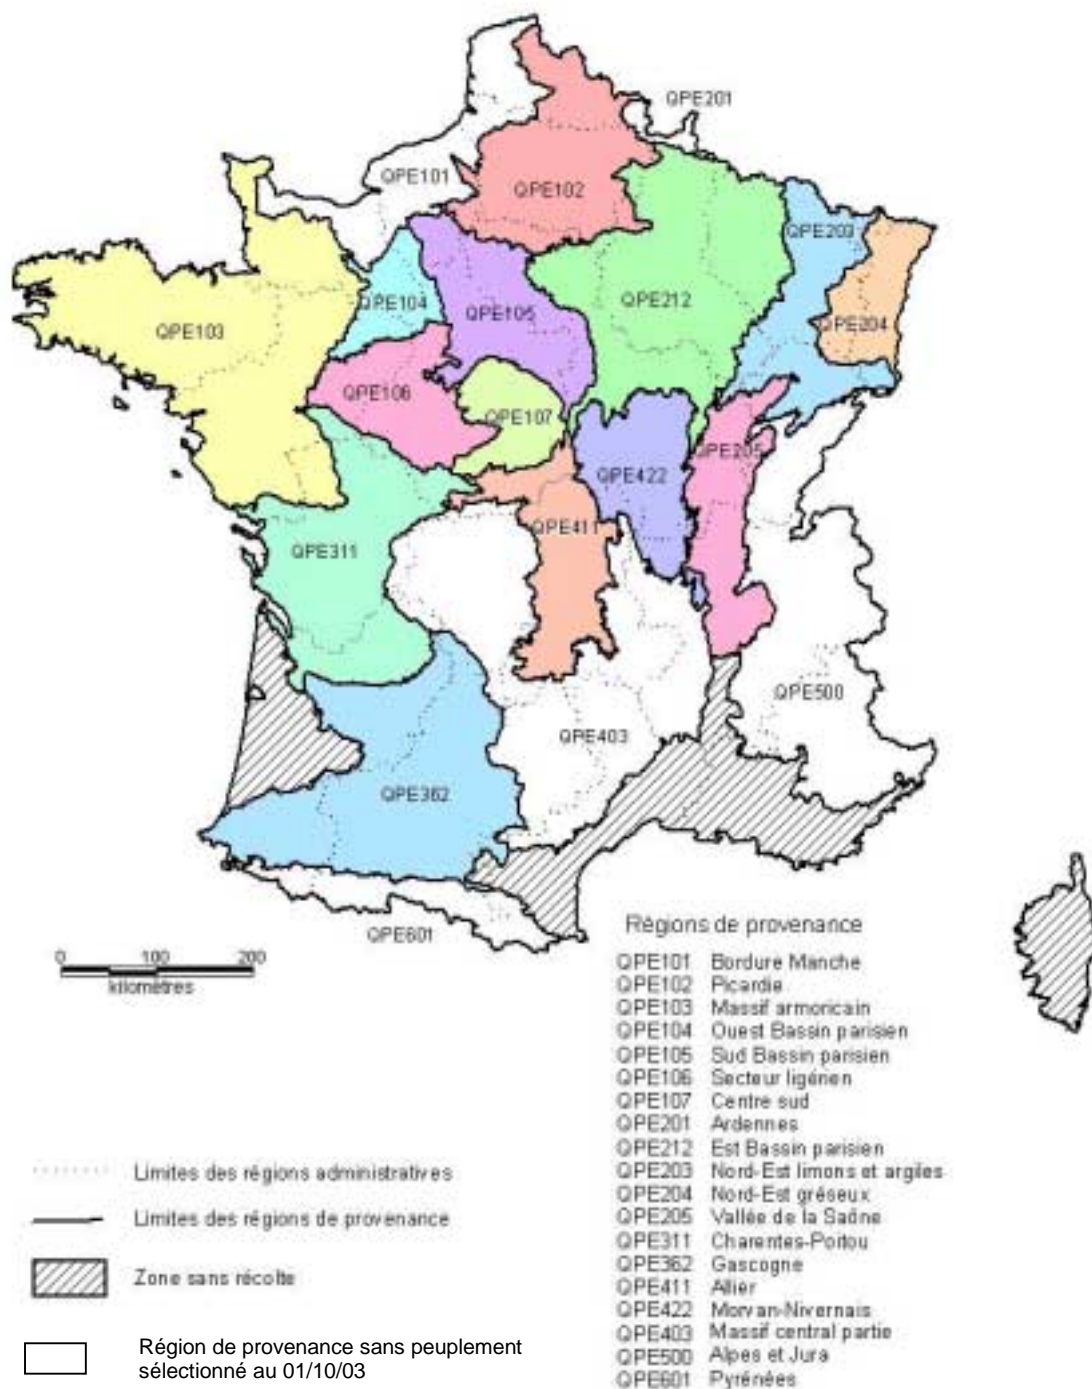 QPE201
QPE101
QPE102
QPE203
QPE104
QPE105
QPE212
QPE204
QPE103
QPE106
QPE107
QPE205
QPE422
QPE411
QPE311
QPE500
QPE403
QPE362
QPE601
0 100 200
kilomètres
Régions de provenance
QPE101 Bordure Manche
QPE102 Picardie
QPE103 Massif armoricain
QPE104 Ouest Bassin parisien
QPE105 Sud Bassin parisien
QPE106 Secteur ligérien
QPE107 Centre sud
QPE201 Ardennes
QPE212 Est Bassin parisien
QPE203 Nord-Est limons et argiles
QPE204 Nord-Est gréseux
QPE205 Vallée de la Saône
QPE311 Charentes-Poitou
QPE362 Gascogne
QPE411 Allier
QPE422 Morvan-Nivernais
QPE403 Massif central partie
QPE500 Alpes et Jura
QPE601 Pyrénées
Limites des régions administratives
Limites des régions de provenance
Zone sans récolte
Région de provenance sans peuplement
sélectionné au 01/10/03